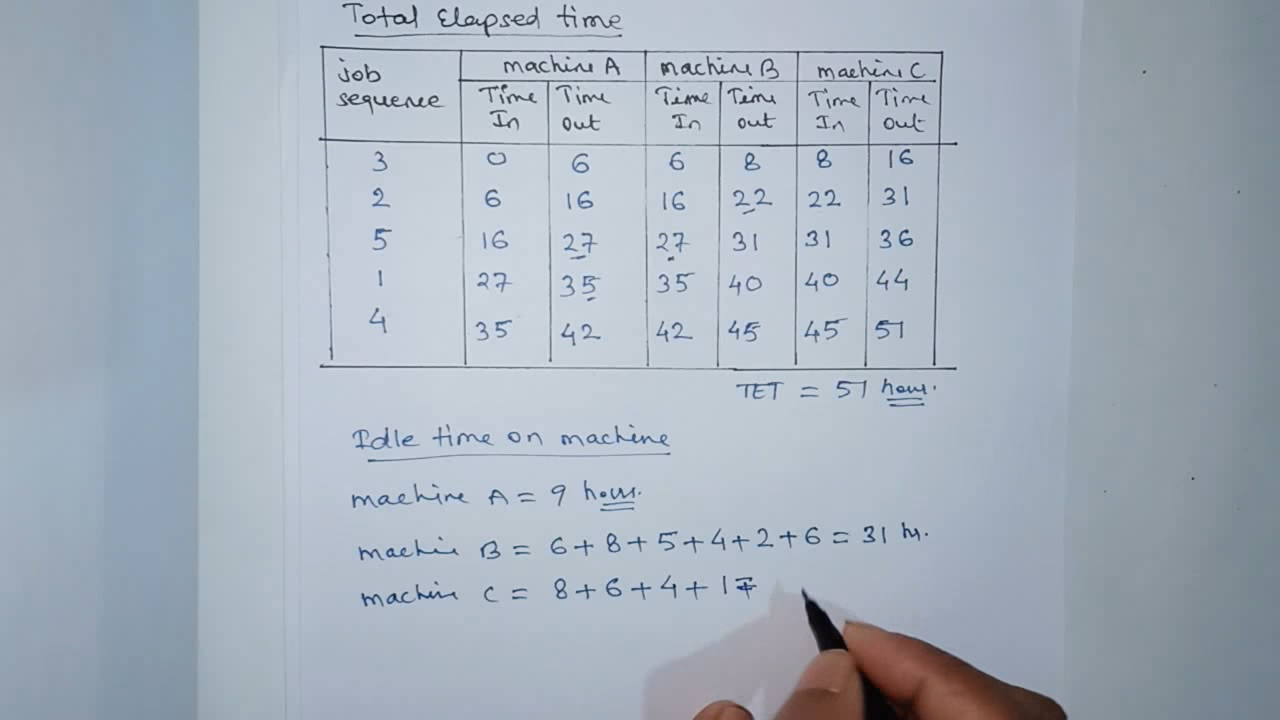 Total Elapsed time
job sequence machine A machine B machine C
Time In Time out Time In Time out Time In Time out
3 0 6 6 8 8 16
2 6 16 16 22 22 31
5 16 27 27 31 31 36
1 27 35 35 40 40 44
4 35 42 42 45 45 51
TET = 51 hours.
Idle time on machine
machine A = 9 hours.
machin B = 6+8+5+4+2+6 = 31 hr.
machine C = 8+6+4+1+